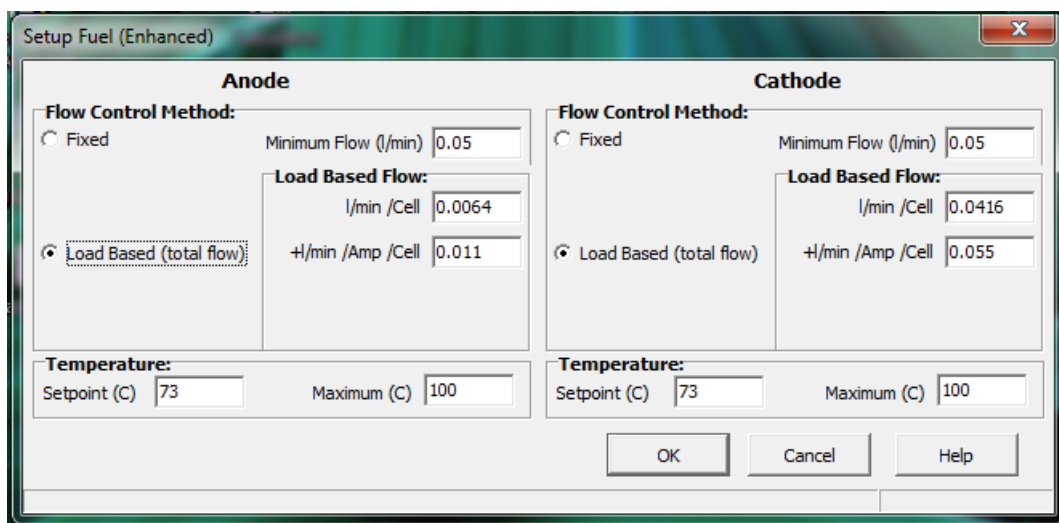 Setup Fuel (Enhanced)
x
Anode
Flow Control Method:
Fixed
Minimum Flow (l/min) 0.05
Load Based Flow:
l/min /Cell 0.0064
Load Based (total flow)
+l/min /Amp /Cell 0.011
Temperature:
Setpoint (C) 73
Maximum (C) 100
Cathode
Flow Control Method:
Fixed
Minimum Flow (l/min) 0.05
Load Based Flow:
l/min /Cell 0.0416
Load Based (total flow)
+l/min /Amp /Cell 0.055
Temperature:
Setpoint (C) 73
Maximum (C) 100
OK
Cancel
Help